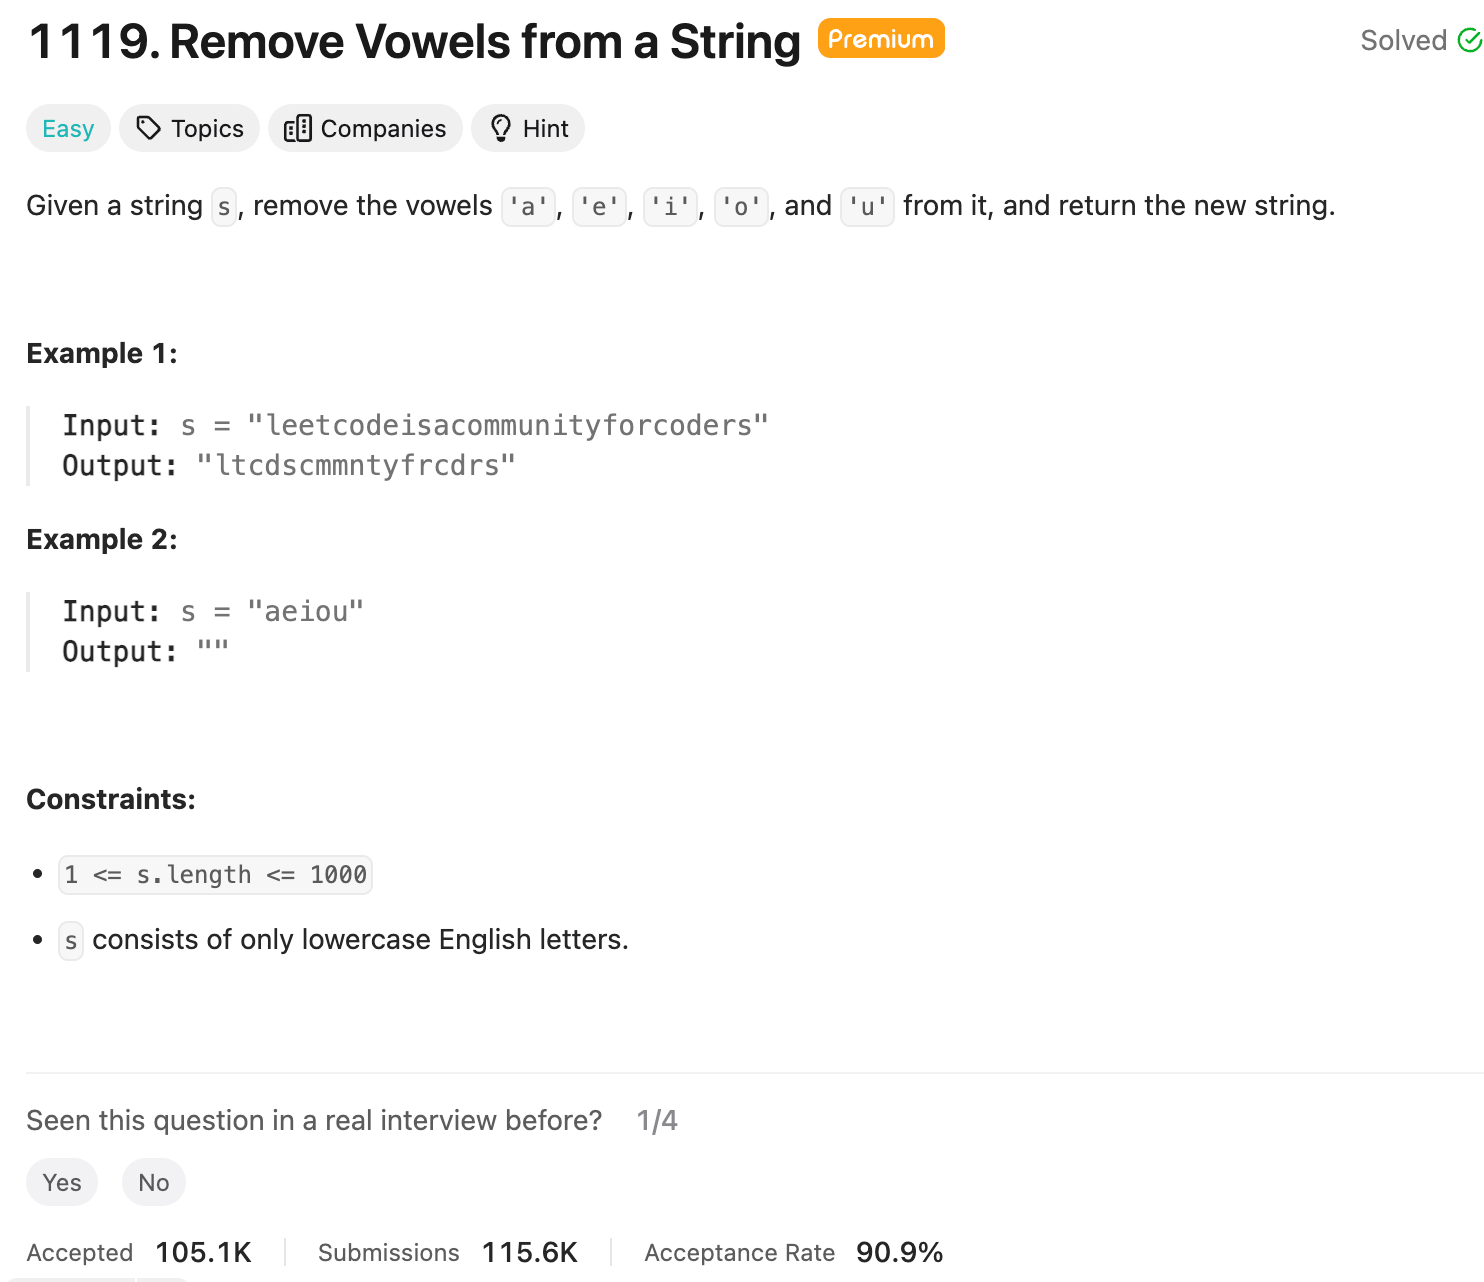 1119. Remove Vowels from a String Premium Solved
Easy Topics Companies Hint
Given a string s, remove the vowels 'a', 'e', 'i', 'o', and 'u' from it, and return the new string.
Example 1:
Input: s = "leetcodeisacommunityforcoders"
Output: "ltcdscmmntyfrcdrs"
Example 2:
Input: s = "aeiou"
Output: ""
Constraints:
• 1 <= s.length <= 1000
• s consists of only lowercase English letters.
Seen this question in a real interview before? 1/4
Yes No
Accepted 105.1K Submissions 115.6K Acceptance Rate 90.9%